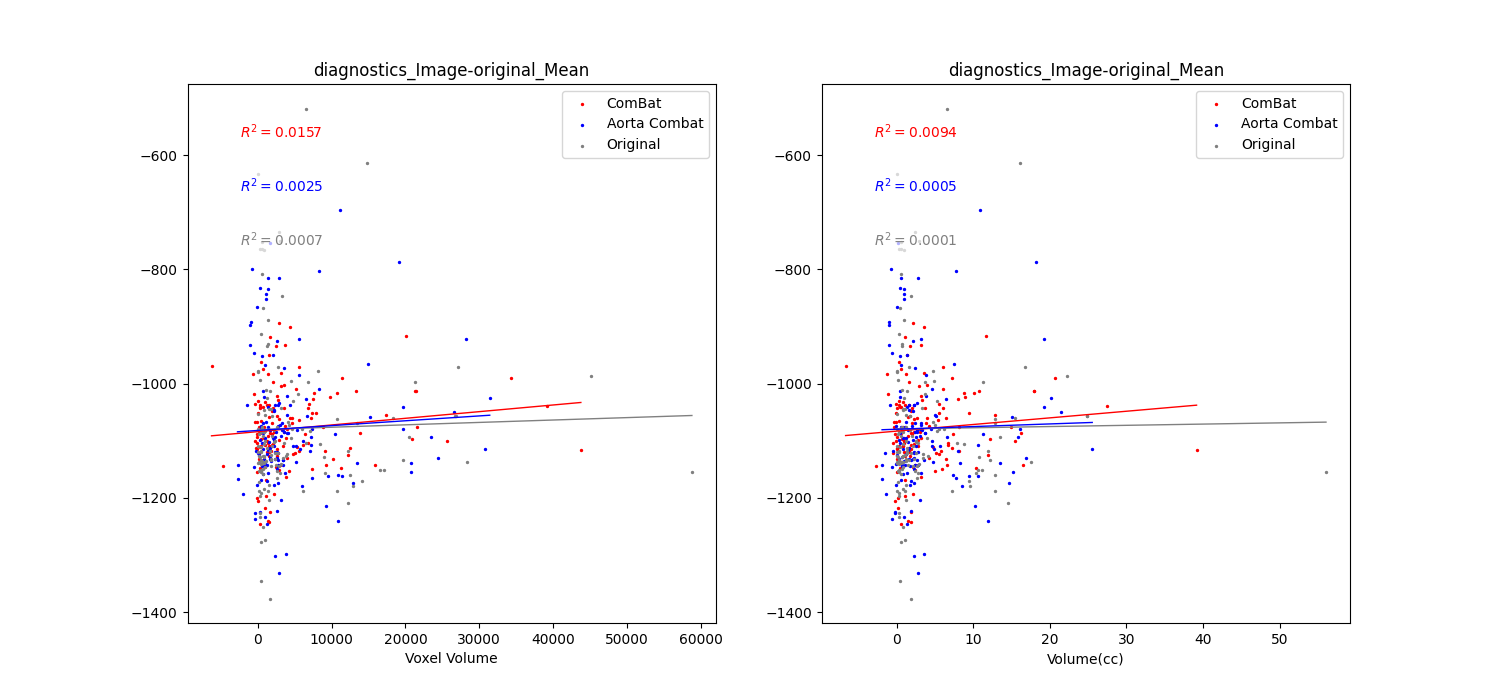 diagnostics_Image-original_Mean
ComBat
Aorta Combat
Original
R² = 0.0157
R² = 0.0025
R² = 0.0007
−600
−800
−1000
−1200
−1400
0 10000 20000 30000 40000 50000 60000
Voxel Volume
diagnostics_Image-original_Mean
ComBat
Aorta Combat
Original
R² = 0.0094
R² = 0.0005
R² = 0.0001
−600
−800
−1000
−1200
−1400
0 10 20 30 40 50
Volume(cc)